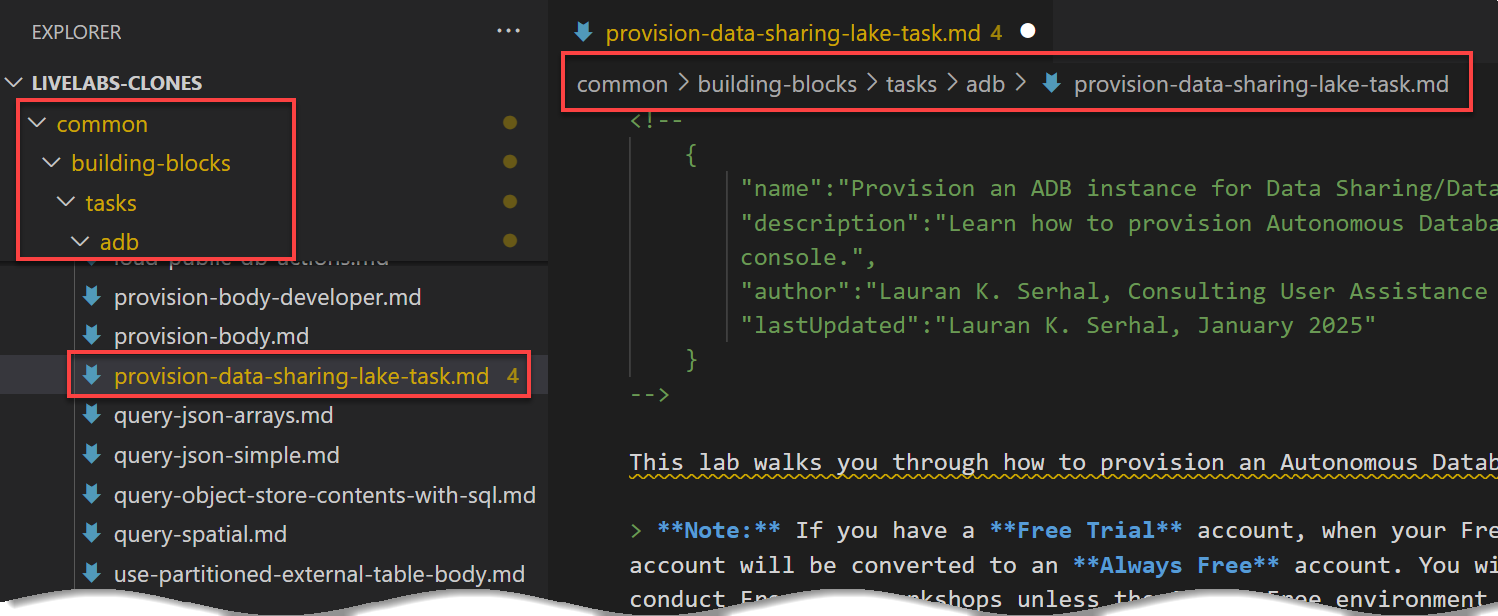 EXPLORER
LIVELABS-CLONES
common
building-blocks
tasks
adb
load-public-db-actions.md
provision-body-developer.md
provision-body.md
provision-data-sharing-lake-task.md 4
query-json-arrays.md
query-json-simple.md
query-object-store-contents-with-sql.md
query-spatial.md
use-partitioned-external-table-body.md
provision-data-sharing-lake-task.md 4
common > building-blocks > tasks > adb > provision-data-sharing-lake-task.md
<!--
{
"name":"Provision an ADB instance for Data Sharing/Data
"description":"Learn how to provision Autonomous Databa
console.",
"author":"Lauran K. Serhal, Consulting User Assistance
"lastUpdated":"Lauran K. Serhal, January 2025"
}
-->
This lab walks you through how to provision an Autonomous Datab
> **Note:** If you have a **Free Trial** account, when your Fre
account will be converted to an **Always Free** account. You wi
conduct unless the Free environment